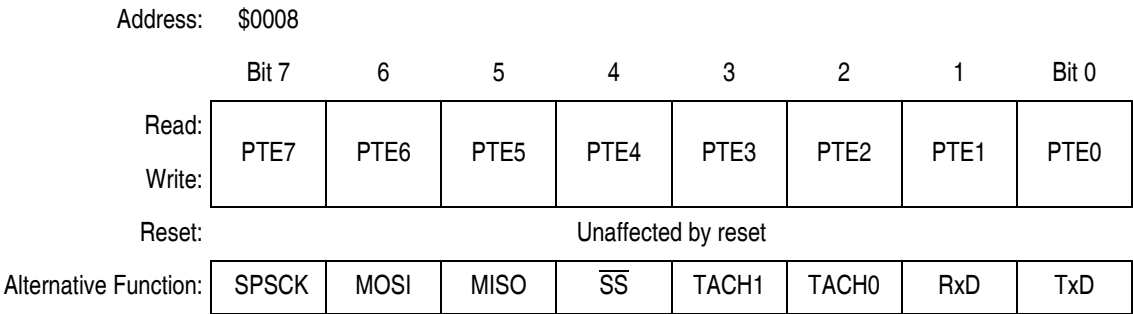 Address: $0008
Bit 7 6 5 4 3 2 1 Bit 0
Read:
PTE7 PTE6 PTE5 PTE4 PTE3 PTE2 PTE1 PTE0
Write:
Reset: Unaffected by reset
Alternative Function: SPSCK MOSI MISO S̅S̅ TACH1 TACH0 RxD TxD